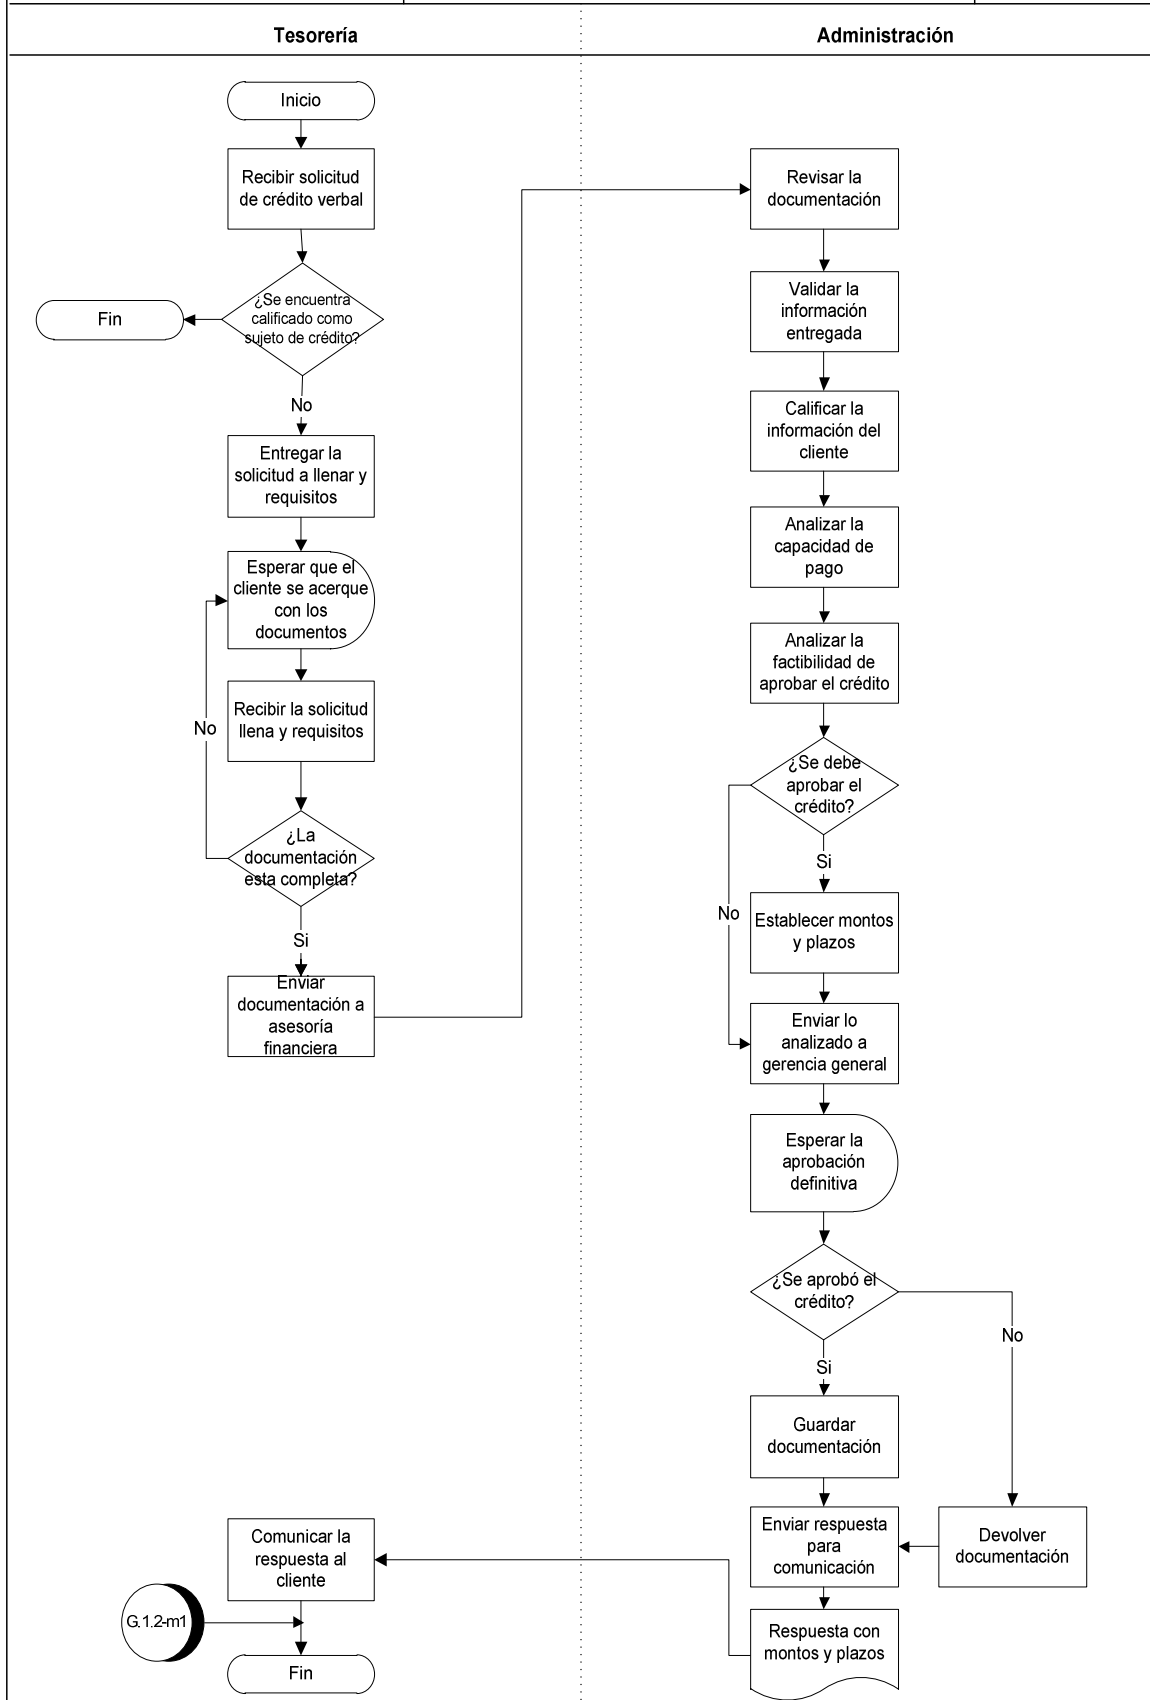 Tesorería
Administración
Inicio
Recibir solicitud
de crédito verbal
¿Se encuentra
calificado como
sujeto de crédito?
Fin
No
Entregar la
solicitud a llenar y
requisitos
Esperar que el
cliente se acerque
con los
documentos
Recibir la solicitud
llena y requisitos
No
¿La
documentación
esta completa?
Si
Enviar
documentación a
asesoría
financiera
Revisar la
documentación
Validar la
información
entregada
Calificar la
información del
cliente
Analizar la
capacidad de
pago
Analizar la
factibilidad de
aprobar el crédito
¿Se debe
aprobar el
crédito?
Si
No
Establecer montos
y plazos
Enviar lo
analizado a
gerencia general
Esperar la
aprobación
definitiva
¿Se aprobó el
crédito?
No
Si
Guardar
documentación
Enviar respuesta
para
comunicación
Devolver
documentación
Respuesta con
montos y plazos
Comunicar la
respuesta al
cliente
G.1.2-m1
Fin